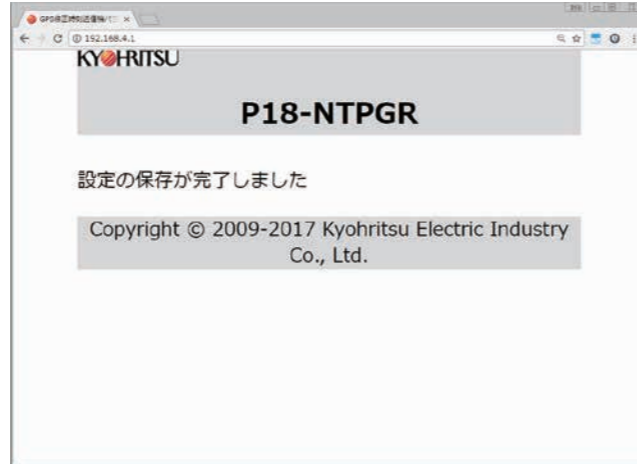 192.168.4.1
KYOHRITSU
P18-NTPGR
設定の保存が完了しました
Copyright © 2009-2017 Kyohritsu Electric Industry
Co., Ltd.